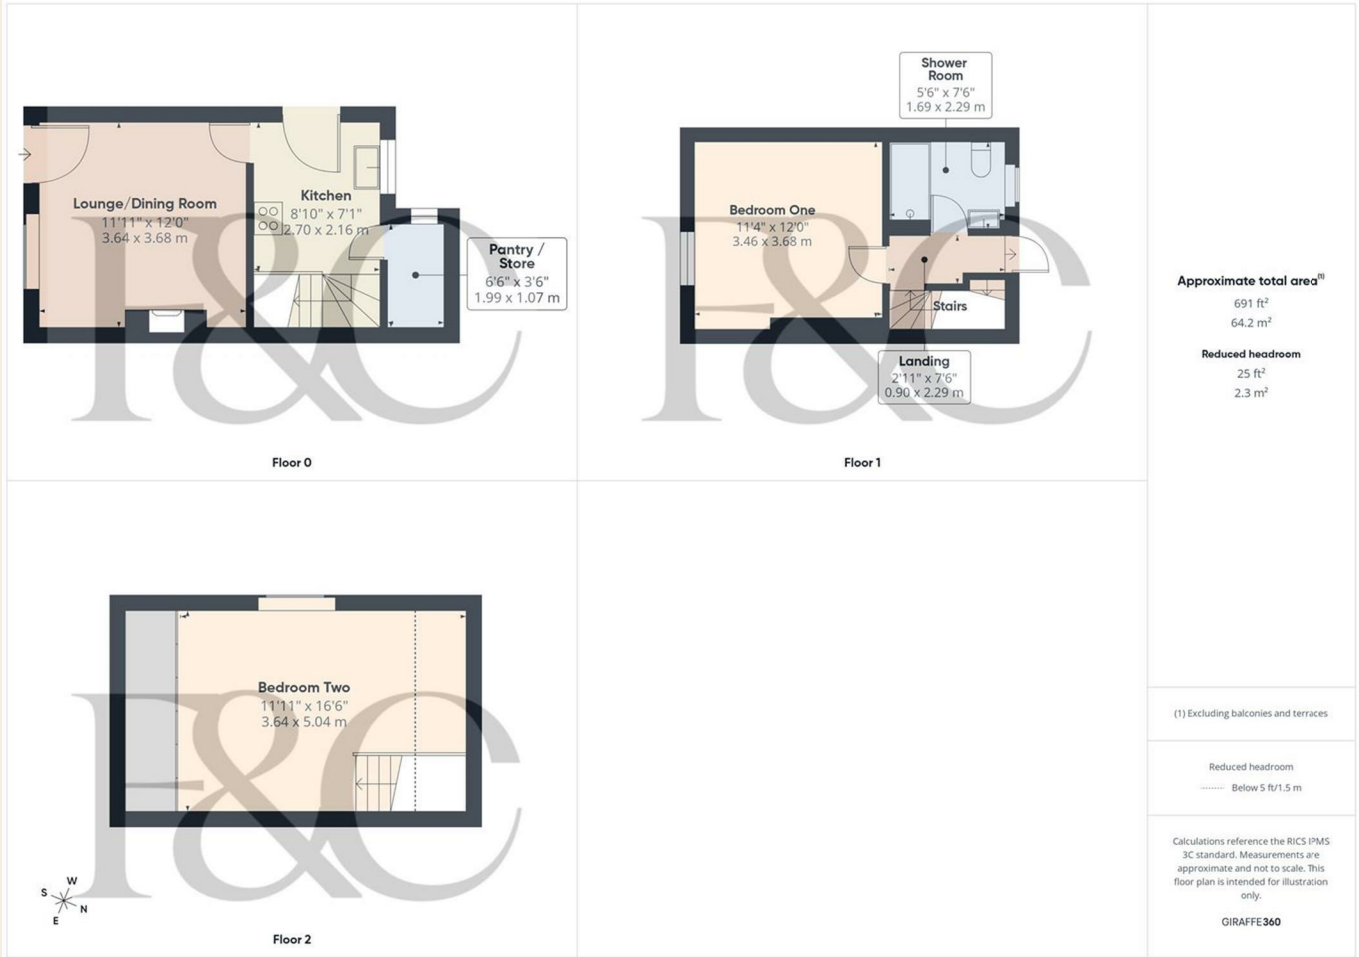 Lounge/Dining Room
11'11" x 12'0"
3.64 x 3.68 m
Kitchen
8'10" x 7'1"
2.70 x 2.16 m
Pantry /
Store
6'6" x 3'6"
1.99 x 1.07 m
Floor 0
Shower
Room
5'6" x 7'6"
1.69 x 2.29 m
Bedroom One
11'4" x 12'0"
3.46 x 3.68 m
Stairs
Landing
2'11" x 7'6"
0.90 x 2.29 m
Floor 1
Bedroom Two
11'11" x 16'6"
3.64 x 5.04 m
Floor 2
S W
E N
F&C
F&C
F&C
Approximate total area(1)
691 ft²
64.2 m²
Reduced headroom
25 ft²
2.3 m²
(1) Excluding balconies and terraces
Reduced headroom
Below 5 ft/1.5 m
Calculations reference the RICS IPMS
3C standard. Measurements are
approximate and not to scale. This
floor plan is intended for illustration
only.
GIRAFFE360